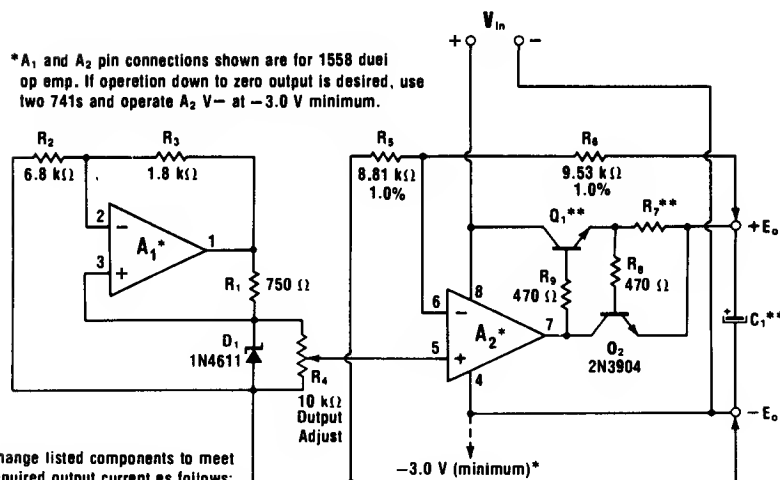 V_in
+ -
*A₁ and A₂ pin connections shown are for 1558 duei
op emp. If operetion down to zero output is desired, use
two 741s and operate A₂ V− at −3.0 V minimum.
R₂
6.8 kΩ
R₃
1.8 kΩ
R₅
8.81 kΩ
1.0%
R₆
9.53 kΩ
1.0%
2
−
3
+
A₁*
1
R₁ 750 Ω
D₁
1N4611
R₄
10 kΩ
Output
Adjust
Q₁**
R₇**
R₉
470 Ω
R₈
470 Ω
8
6
−
5
+
A₂*
7
4
Q₂
2N3904
+E₀
+
C₁**
−E₀
−3.0 V (minimum)*
hange listed components to meet
quired output current as follows: